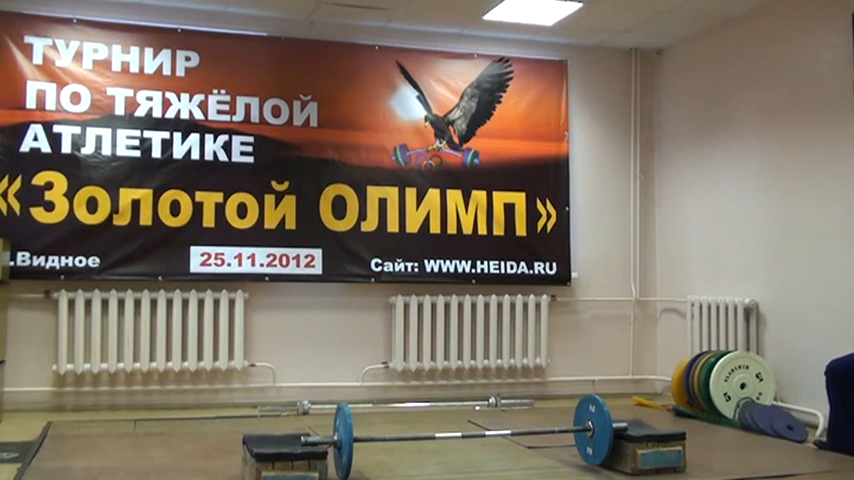 ТУРНИР
ПО ТЯЖЁЛОЙ
АТЛЕТИКЕ
«Золотой ОЛИМП»
.Видное
25.11.2012
Сайт: WWW.HEIDA.RU